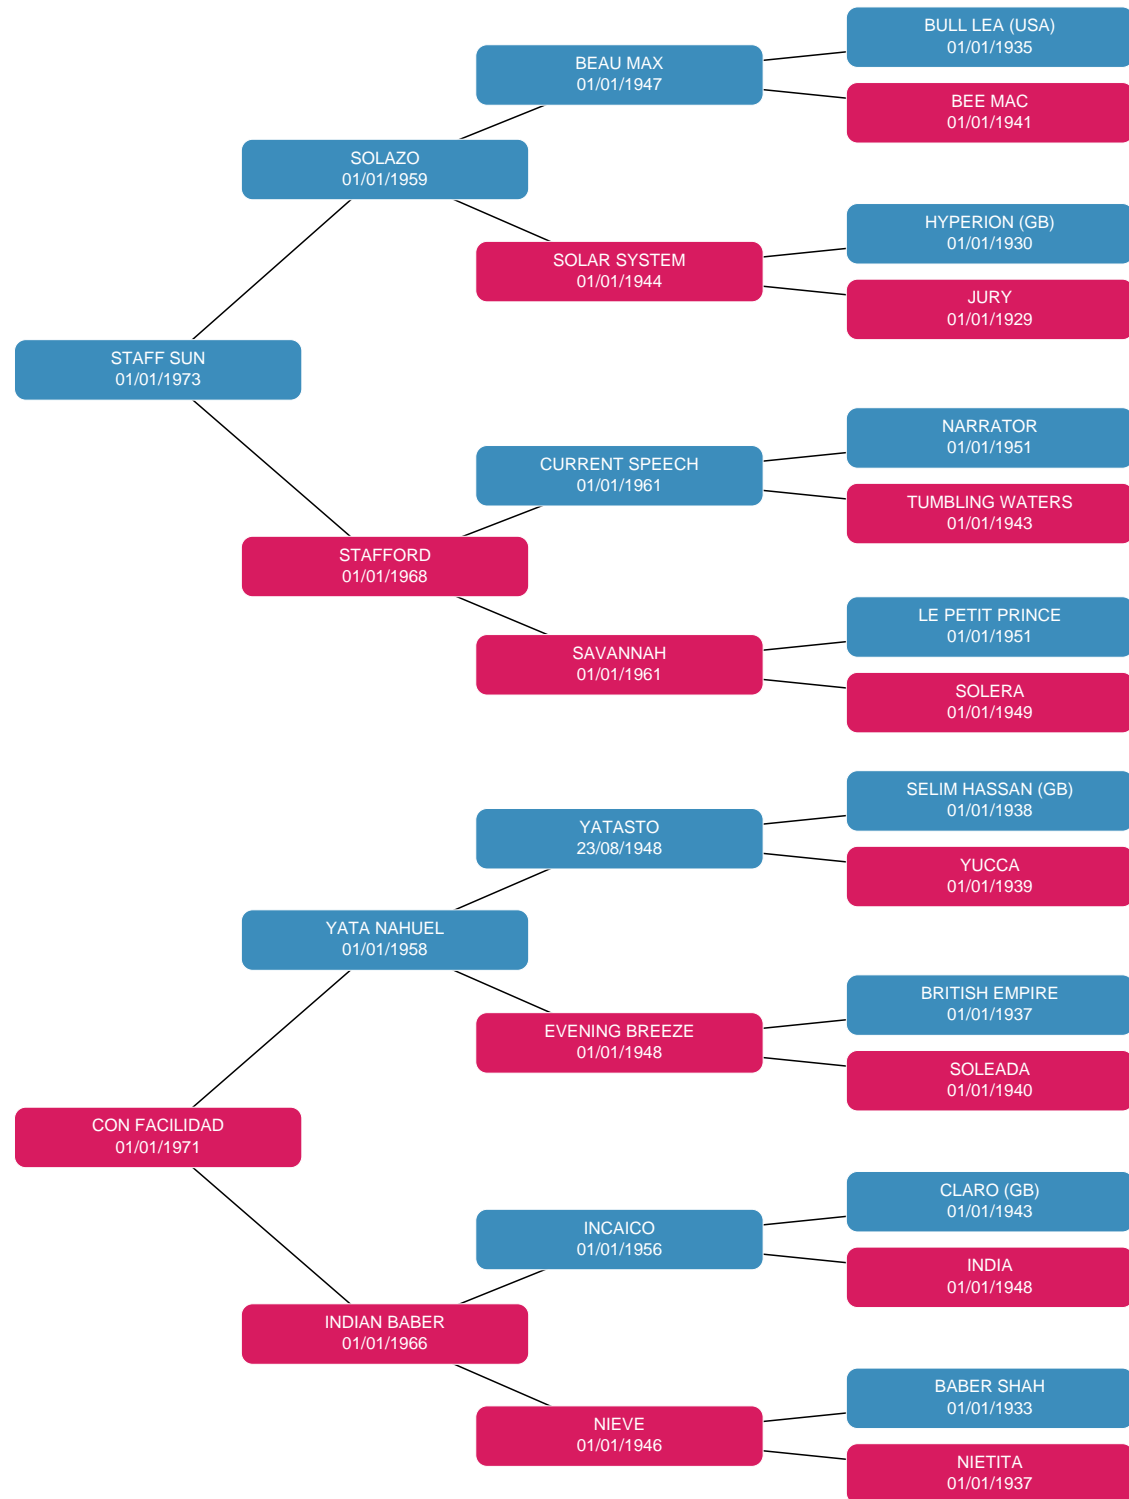 BULL LEA (USA)
01/01/1935
BEAU MAX
01/01/1947
BEE MAC
01/01/1941
SOLAZO
01/01/1959
HYPERION (GB)
01/01/1930
SOLAR SYSTEM
01/01/1944
JURY
01/01/1929
STAFF SUN
01/01/1973
NARRATOR
01/01/1951
CURRENT SPEECH
01/01/1961
TUMBLING WATERS
01/01/1943
STAFFORD
01/01/1968
LE PETIT PRINCE
01/01/1951
SAVANNAH
01/01/1961
SOLERA
01/01/1949
SELIM HASSAN (GB)
01/01/1938
YATASTO
23/08/1948
YUCCA
01/01/1939
YATA NAHUEL
01/01/1958
BRITISH EMPIRE
01/01/1937
EVENING BREEZE
01/01/1948
SOLEADA
01/01/1940
CON FACILIDAD
01/01/1971
CLARO (GB)
01/01/1943
INCAICO
01/01/1956
INDIA
01/01/1948
INDIAN BABER
01/01/1966
BABER SHAH
01/01/1933
NIEVE
01/01/1946
NIETITA
01/01/1937